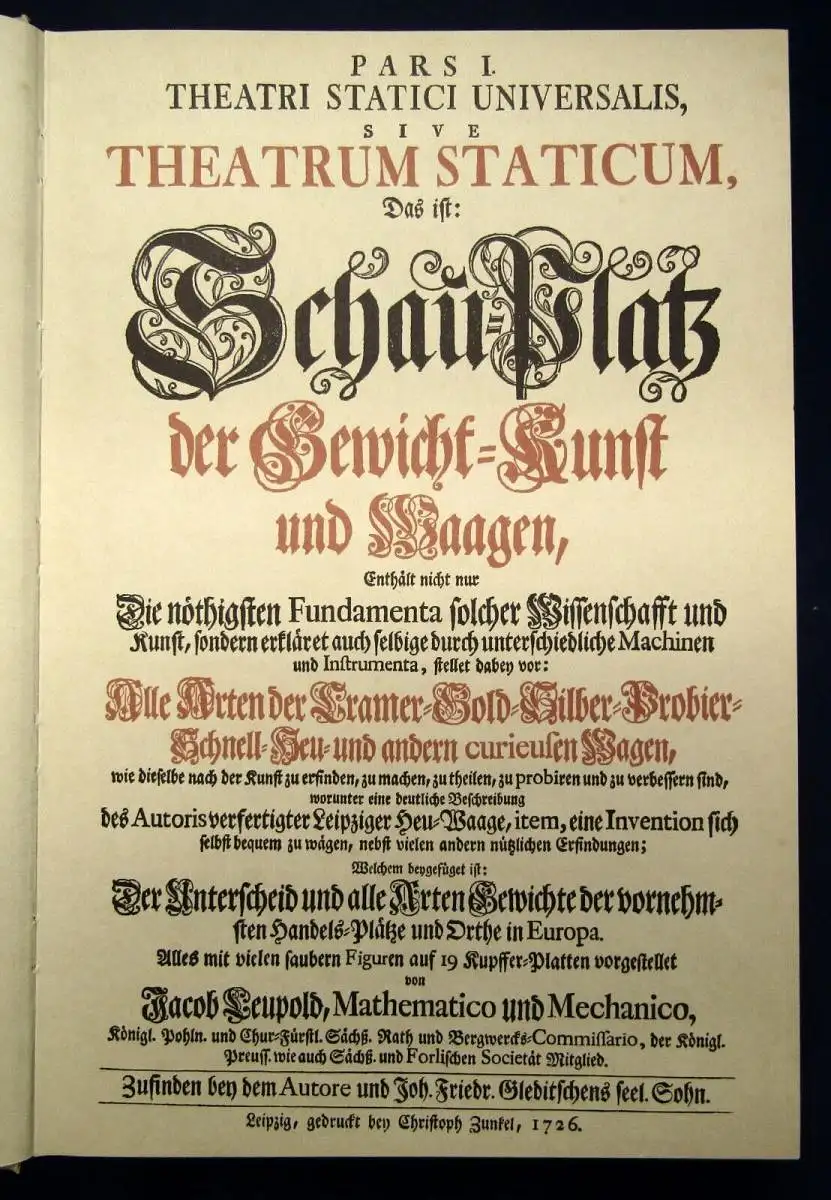 PARS I.
THEATRI STATICI UNIVERSALIS,
SIVE
THEATRUM STATICUM,
Das ist:
Schaŭ=Platz
der Gewicht=Kunst
und Waagen,
Enthält nicht nur
Die nöthigsten Fundamenta solcher Wissenschafft und
Kunst, sondern erkläret auch selbige durch unterschiedliche Machinen
und Instrumenta, stellet dabey vor:
Alle Arten der Cramer=Gold=Silber=Probier=
Schnell=Heu=und andern curieusen Wagen,
wie dieselbe nach der Kunst zu erfinden, zu machen, zu theilen, zu probiren und zu verbessern sind,
worunter eine deutliche Beschreibung
des Autoris verfertigter Leipziger Heu=Waage, item, eine Invention sich
selbst bequem zu wägen, nebst vielen andern nützlichen Erfindungen;
Welchem beygefüget ist:
Der Unterscheid und alle Arten Gewichte der vornehm=
sten Handels=Plätze und Orthe in Europa.
Alles mit vielen saubern Figuren auf 19 Kupffer=Platten vorgestellet
von
Jacob Leupold, Mathematico und Mechanico,
Königl. Pohln. und Chur=Fürstl. Sächß. Rath und Bergwercks=Commissario, der Königl.
Preuss. wie auch Sächß. und Forlischen Societät Mitglied.
Zufinden bey dem Autore und Joh. Friedr. Gleditschens seel. Sohn.
Leipzig, gedruckt bey Christoph Zunkel, 1726.